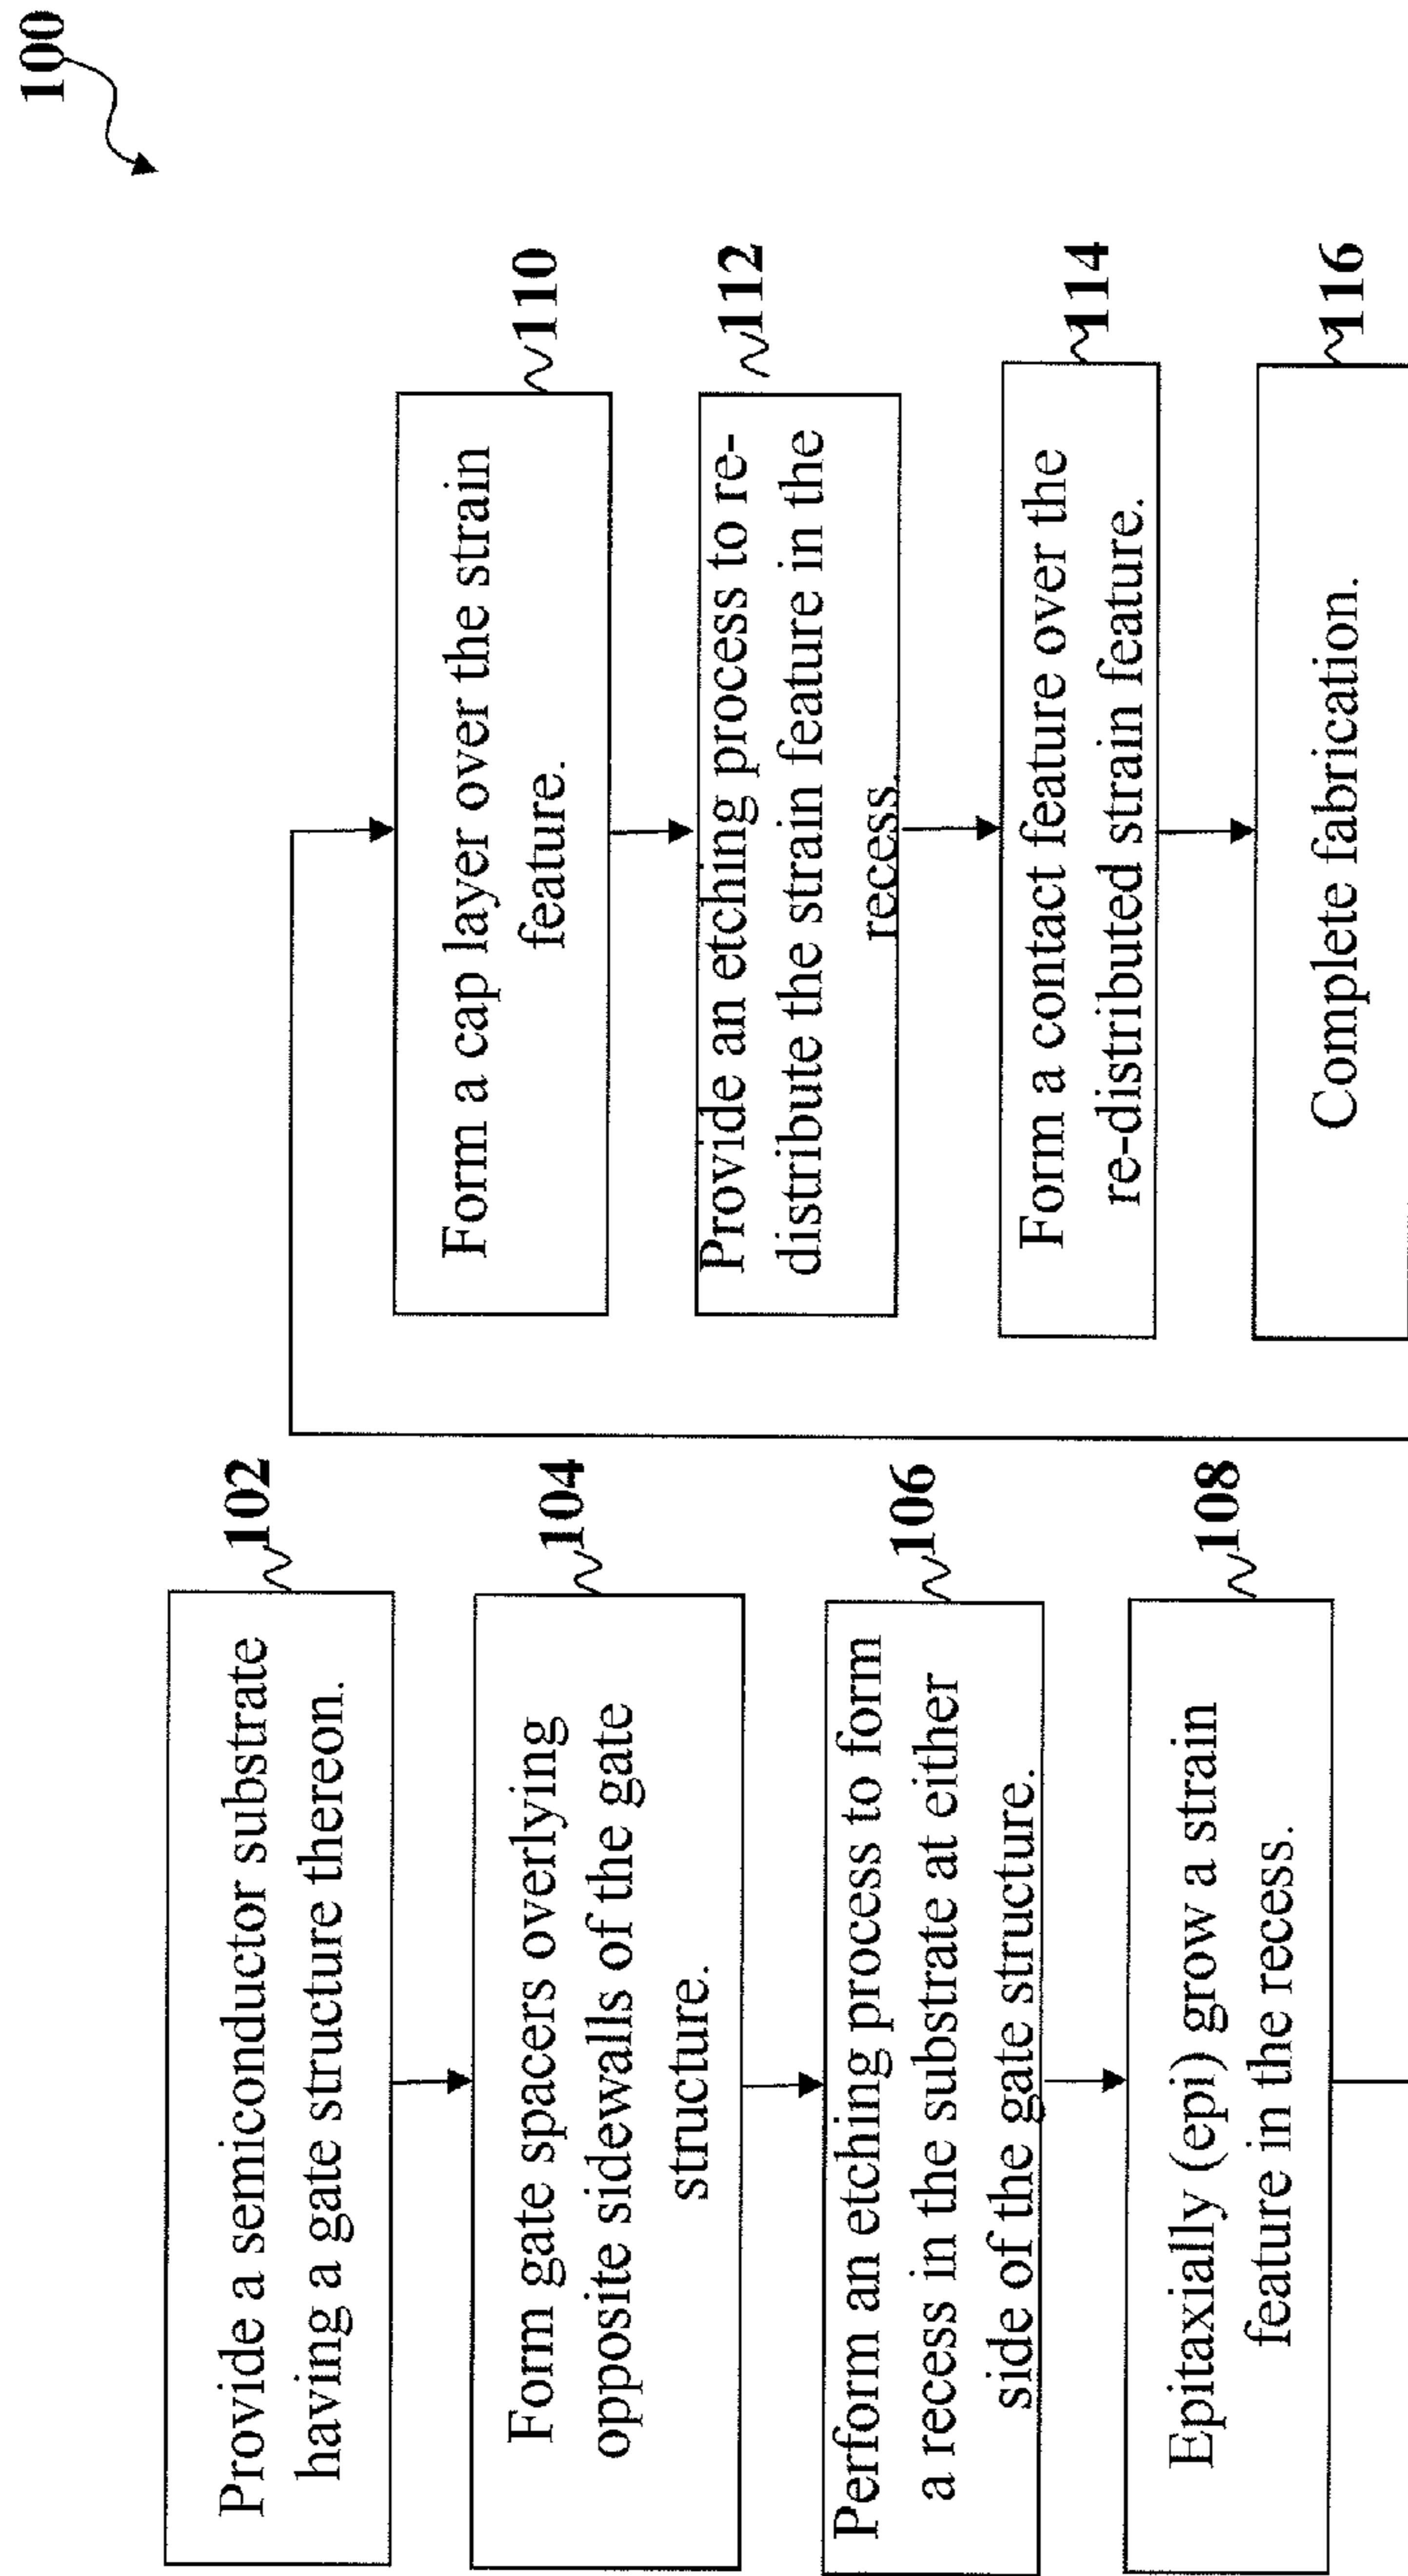 100
102
Provide a semiconductor substrate
having a gate structure thereon.
104
Form gate spacers overlying
opposite sidewalls of the gate
structure.
106
Perform an etching process to form
a recess in the substrate at either
side of the gate structure.
108
Epitaxially (epi) grow a strain
feature in the recess.
110
Form a cap layer over the strain
feature.
112
Provide an etching process to re-
distribute the strain feature in the
recess.
114
Form a contact feature over the
re-distributed strain feature.
116
Complete fabrication.